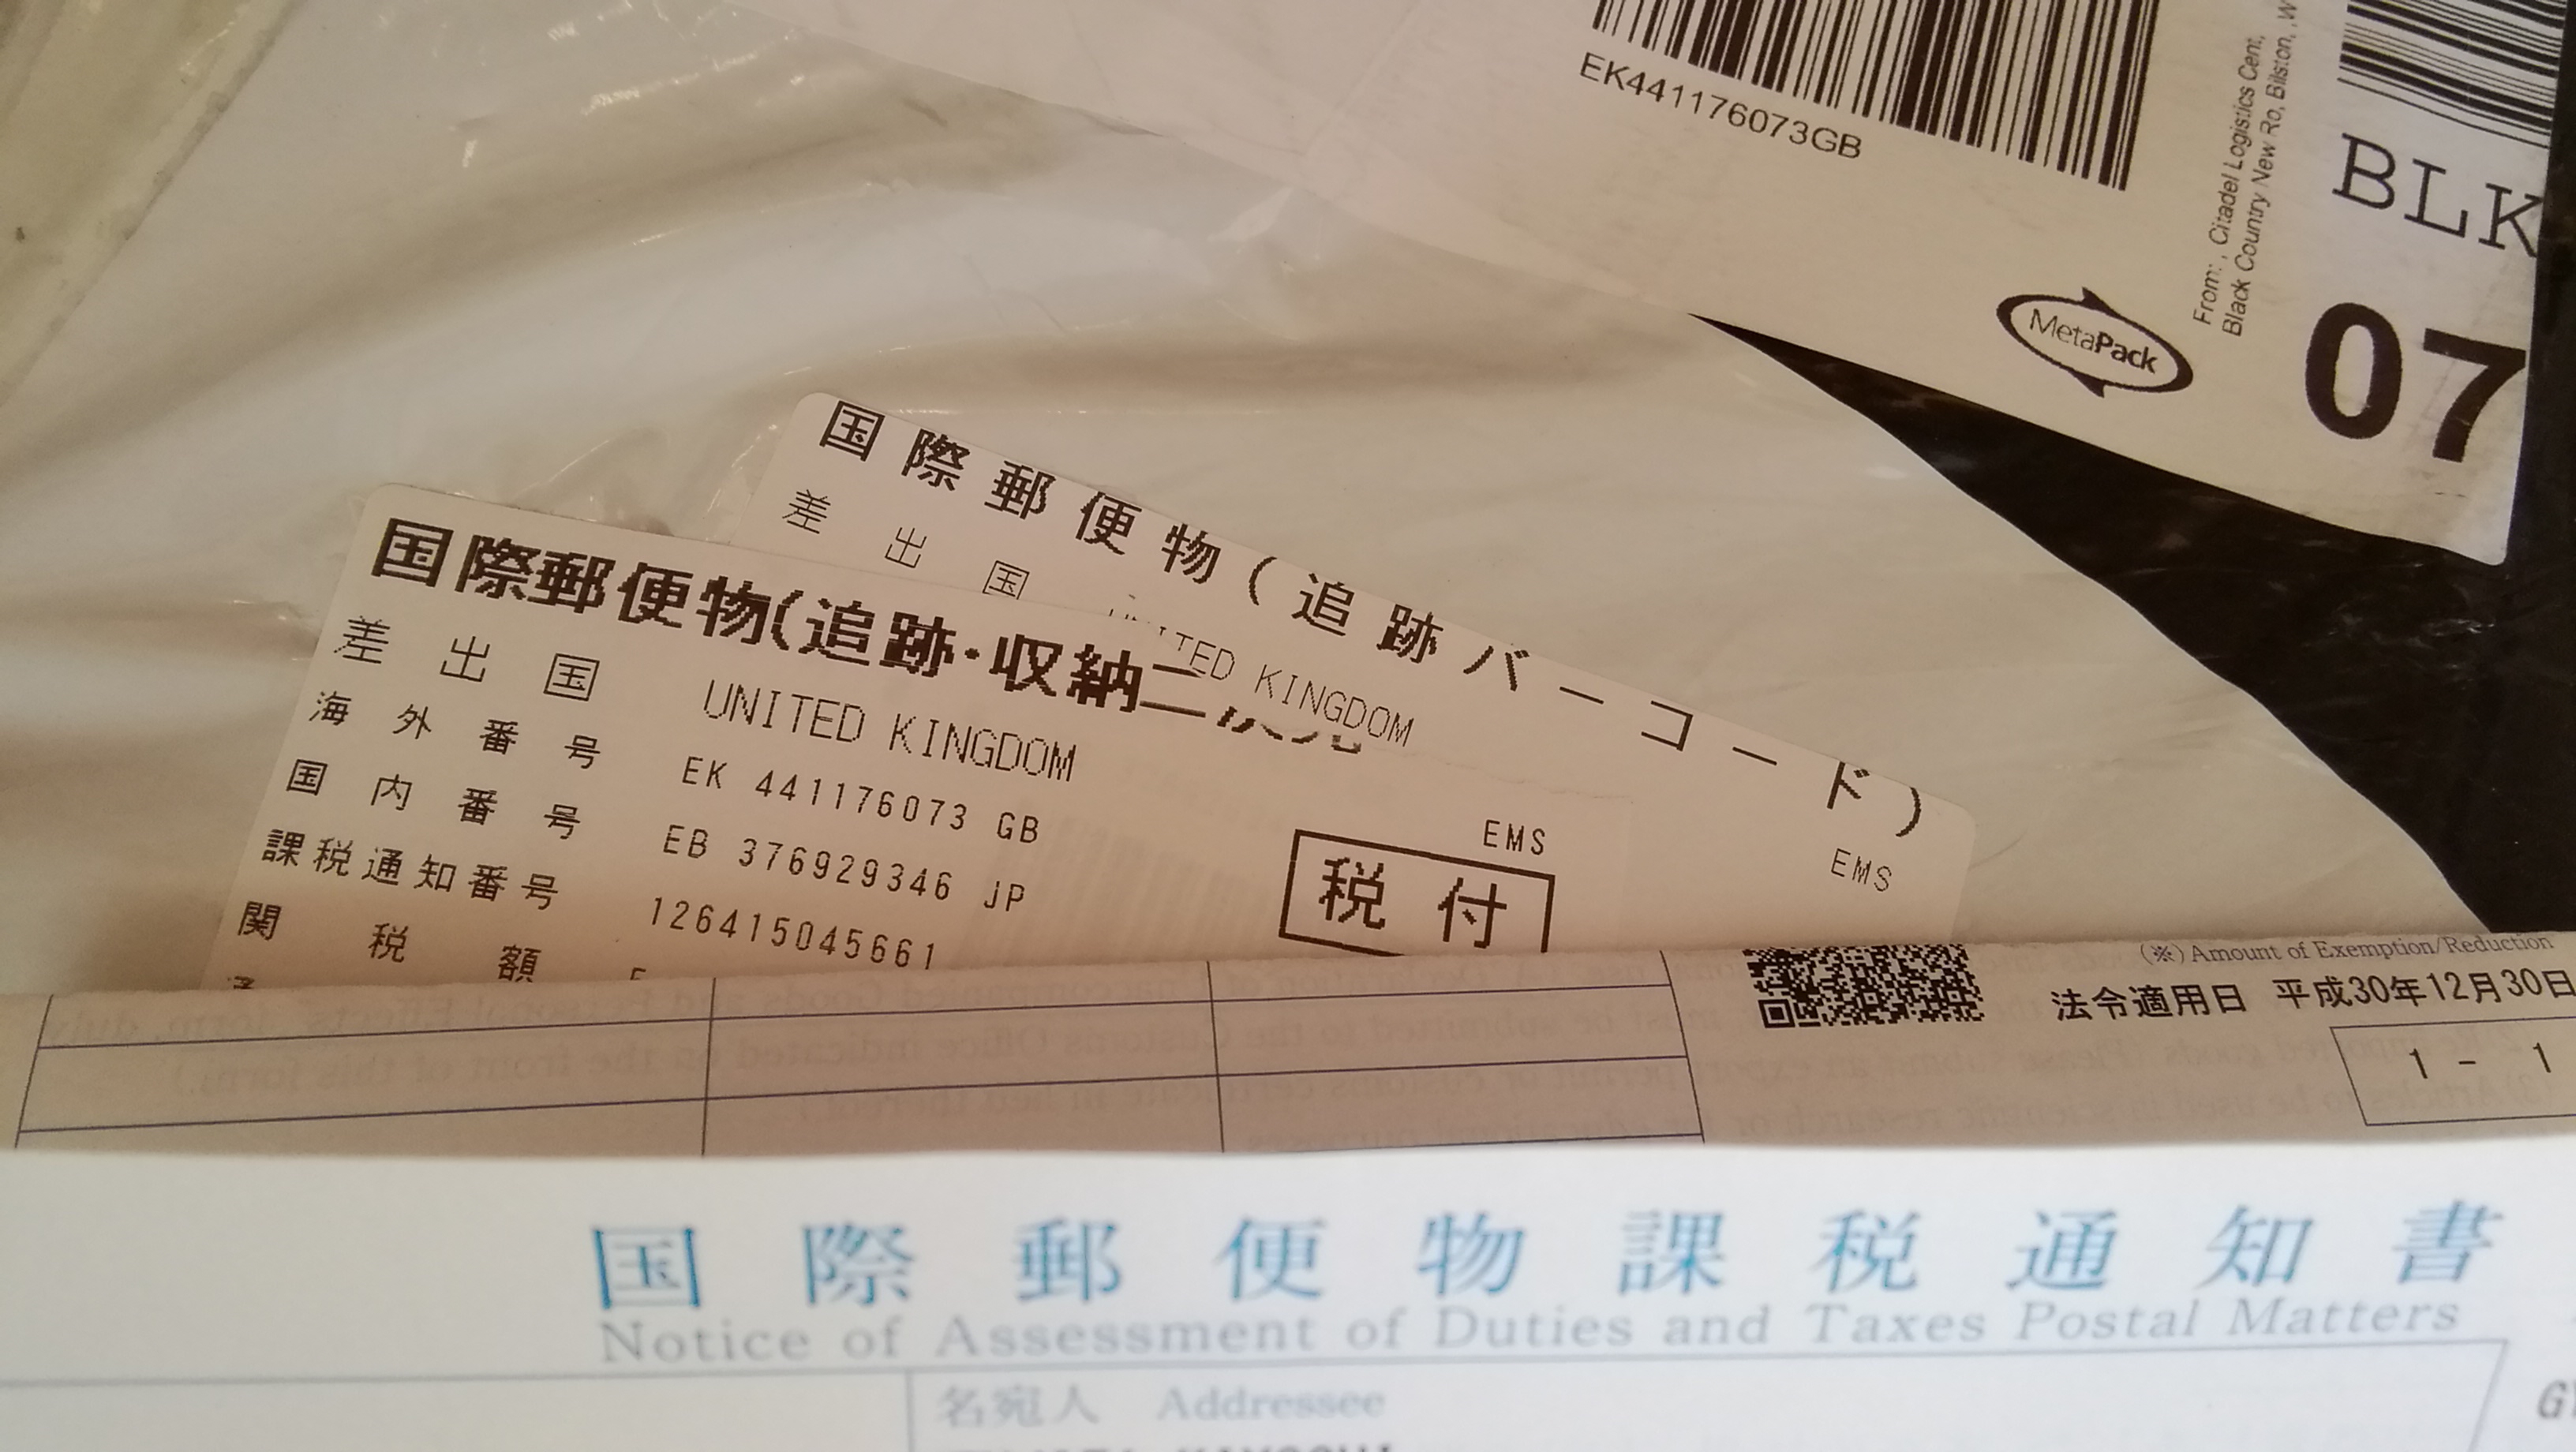 EK441176073GB
From: , Citadel Logistics Cent,
Black Country New Ro, Bilston, ,W
BLK
07
MetaPack
国際郵便物(追跡バーコード)
差出国 UNITED KINGDOM
EMS
国際郵便物(追跡・収納二次元
差出国 UNITED KINGDOM
海外番号 EK 441176073 GB
EMS
国内番号 EB 376929346 JP
税付
課税通知番号 126415045661
関税額
(※)Amount of Exemption/Reduction
法令適用日 平成30年12月30日
1 - 1
国際郵便物課税通知書
Notice of Assessment of Duties and Taxes Postal Matters
名宛人 Addressee